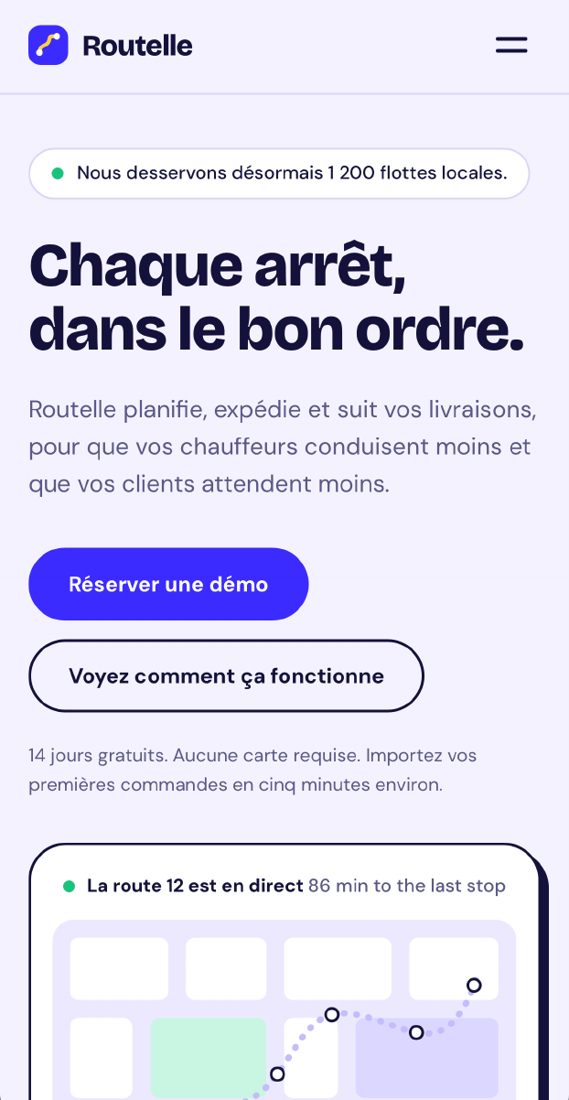 Routelle
Nous desservons désormais 1 200 flottes locales.
Chaque arrêt,
dans le bon ordre.
Routelle planifie, expédie et suit vos livraisons,
pour que vos chauffeurs conduisent moins et
que vos clients attendent moins.
Réserver une démo
Voyez comment ça fonctionne
14 jours gratuits. Aucune carte requise. Importez vos
premières commandes en cinq minutes environ.
La route 12 est en direct 86 min to the last stop